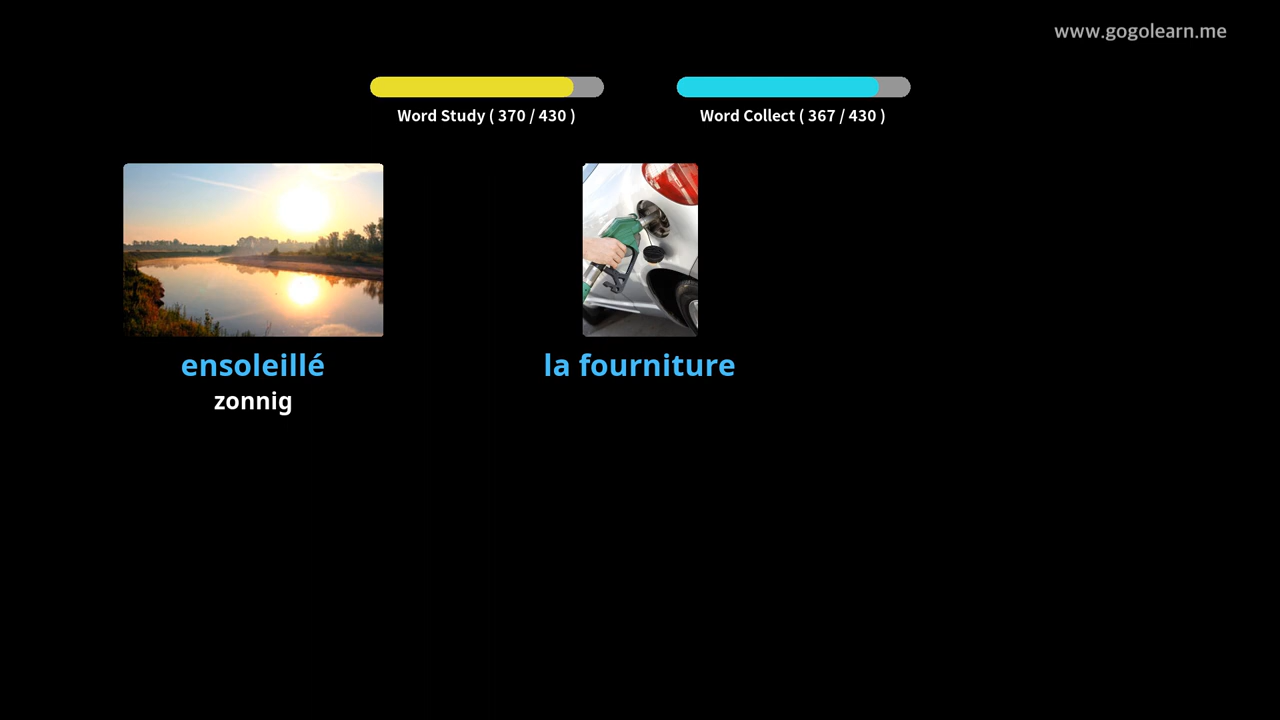 www.gogolearn.me
Word Study ( 370 / 430 )
Word Collect ( 367 / 430 )
ensoleillé
zonnig
la fourniture